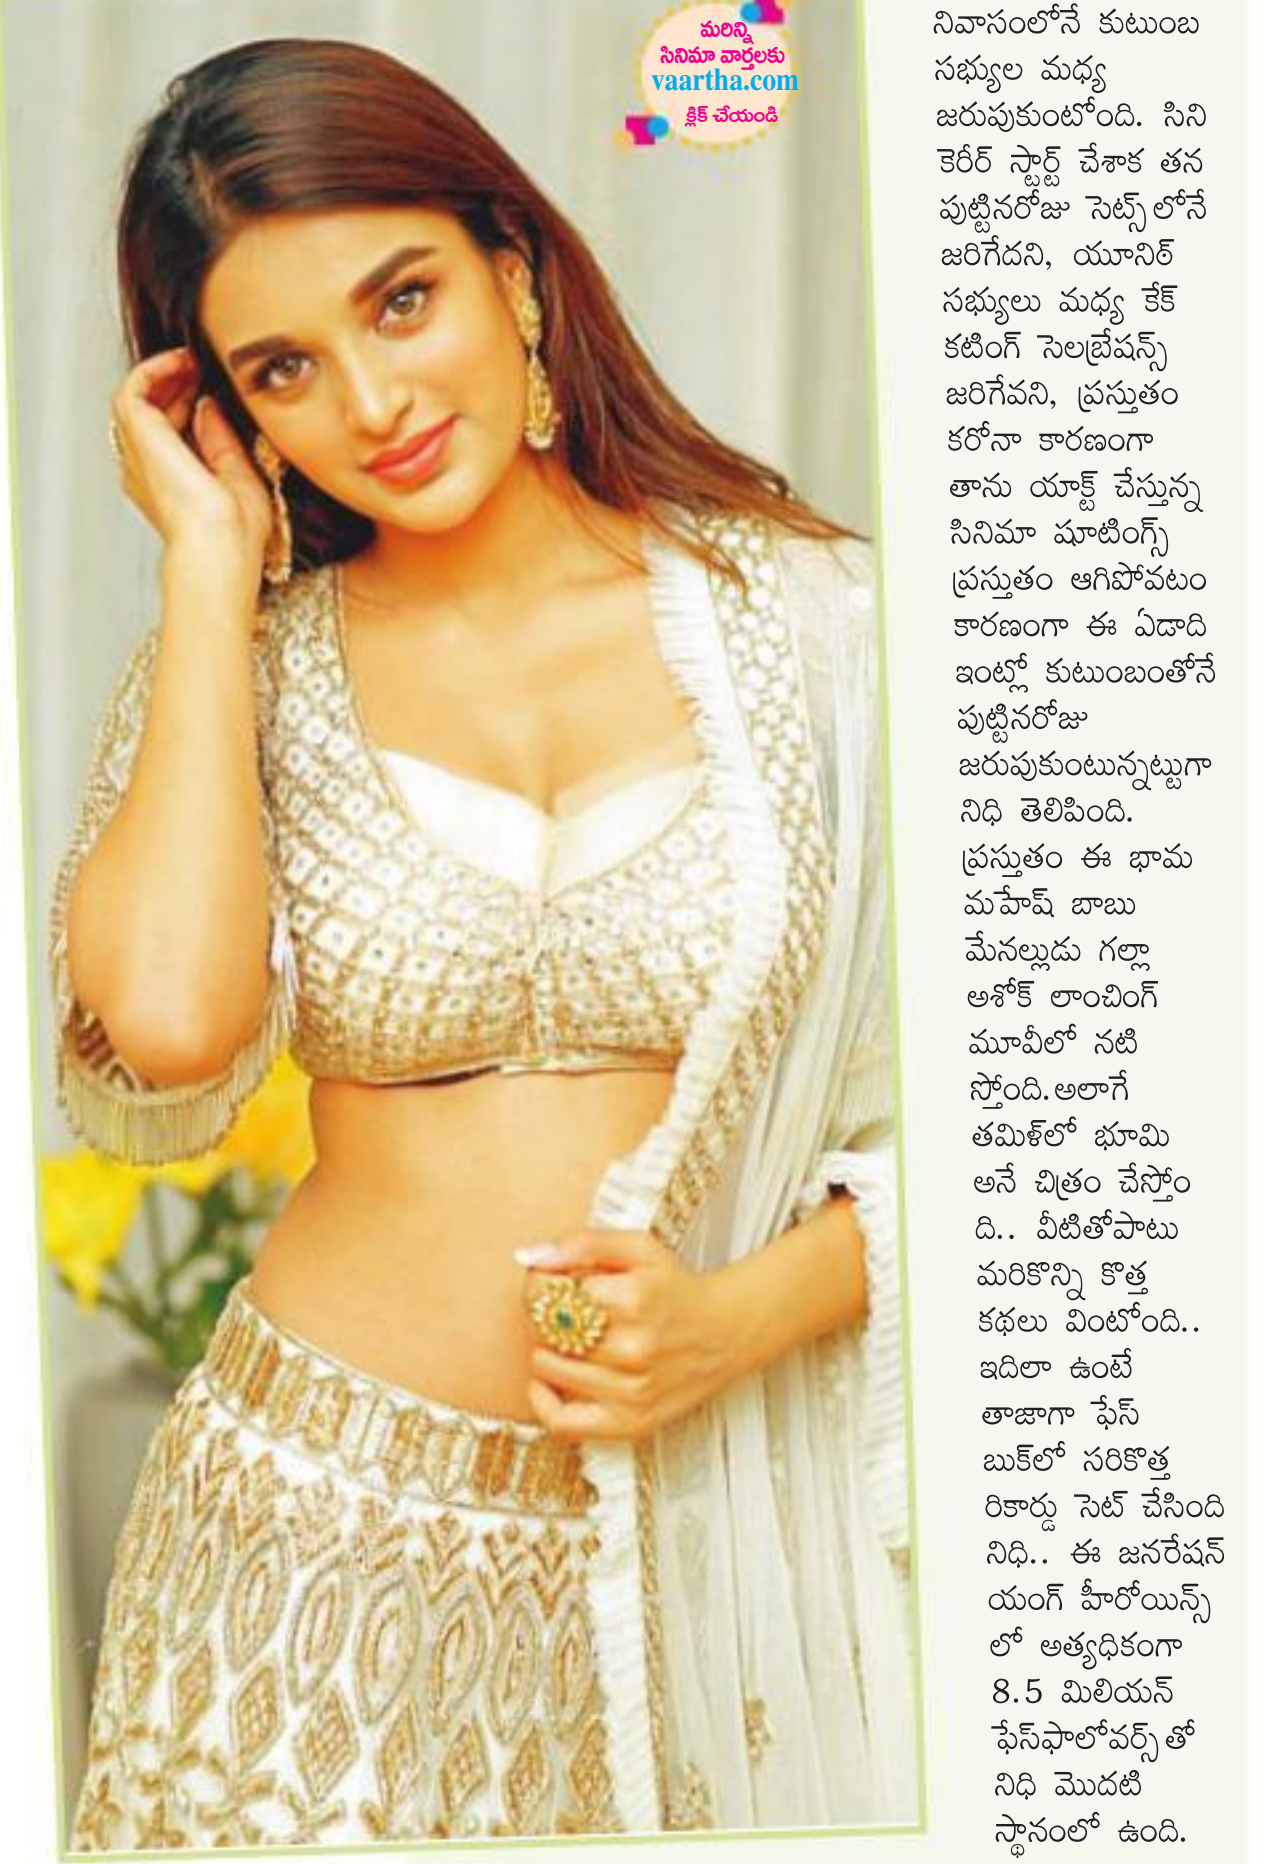 మరిన్ని
సినిమా వార్తలకు
vaartha.com
క్లిక్ చేయండి
నివాసంలోనే కుటుంబ
సభ్యుల మధ్య
జరుపుకుంటోంది. సిని
కెరీర్ స్టార్ట్ చేశాక తన
పుట్టినరోజు సెట్స్‌లోనే
జరిగేదని, యూనిఠ్
సభ్యులు మధ్య కేక్
కటింగ్ సెలబ్రేషన్స్
జరిగేవని, ప్రస్తుతం
కరోనా కారణంగా
తాను యాక్ట్ చేస్తున్న
సినిమా షూటింగ్స్
ప్రస్తుతం ఆగిపోవటం
కారణంగా ఈ ఏడాది
ఇంట్లో కుటుంబంతోనే
పుట్టినరోజు
జరుపుకుంటున్నట్టుగా
నిధి తెలిపింది.
ప్రస్తుతం ఈ భామ
మహేష్ బాబు
మేనల్లుడు గల్లా
అశోక్ లాంచింగ్
మూవీలో నటి
స్తోంది.అలాగే
తమిళ్‌లో భూమి
అనే చిత్రం చేస్తోం
ది.. వీటితోపాటు
మరికొన్ని కొత్త
కథలు వింటోంది..
ఇదిలా ఉంటే
తాజాగా ఫేస్
బుక్‌లో సరికొత్త
రికార్డు సెట్ చేసింది
నిధి.. ఈ జనరేషన్
యంగ్ హీరోయిన్స్
లో అత్యధికంగా
8.5 మిలియన్
ఫేస్‌ఫాలోవర్స్‌తో
నిధి మొదటి
స్థానంలో ఉంది.